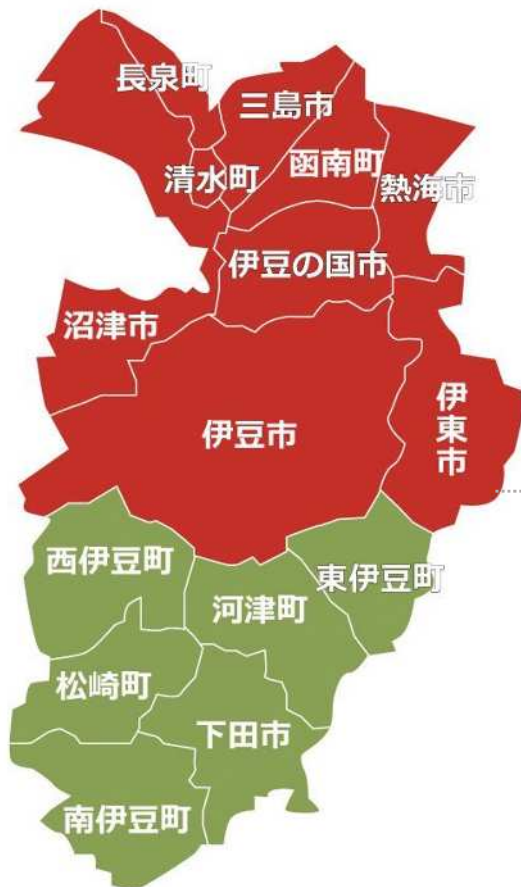 長泉町
三島市
函南町
清水町
熱海市
伊豆の国市
沼津市
伊豆市
伊東市
西伊豆町
東伊豆町
河津町
松崎町
下田市
南伊豆町